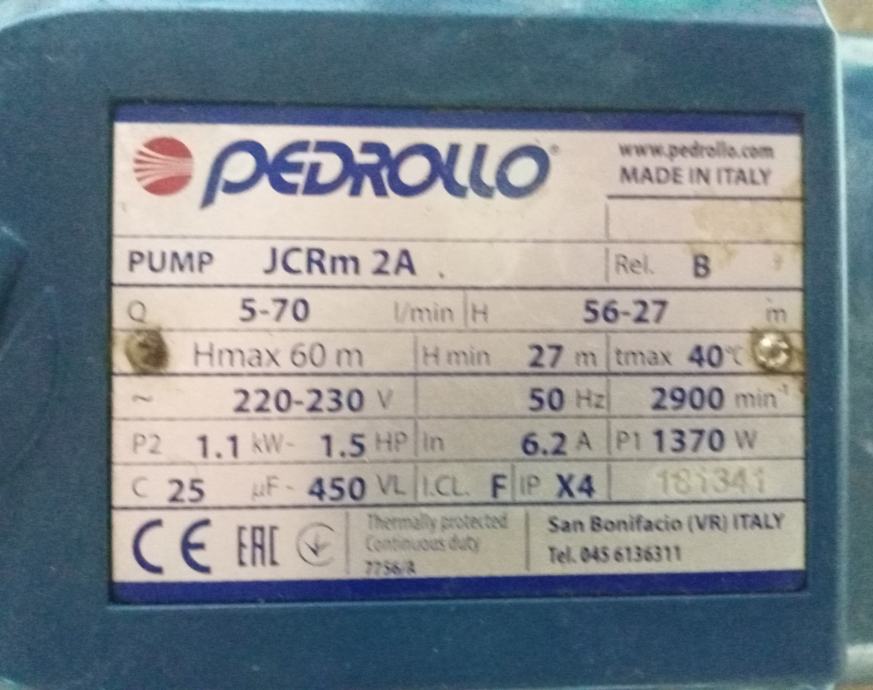 PEDROLLO
www.pedrollo.com
MADE IN ITALY
PUMP JCRm 2A . Rel. B
Q 5-70 l/min H 56-27 m
Hmax 60 m H min 27 m tmax 40°C
~ 220-230 V 50 Hz 2900 min-1
P2 1.1 kW- 1.5 HP In 6.2 A P1 1370 W
C 25 µF - 450 VL I.CL. F IP X4 181341
CE EAC
Thermally protected
Continuous duty
7756/R
San Bonifacio (VR) ITALY
Tel. 045 6136311